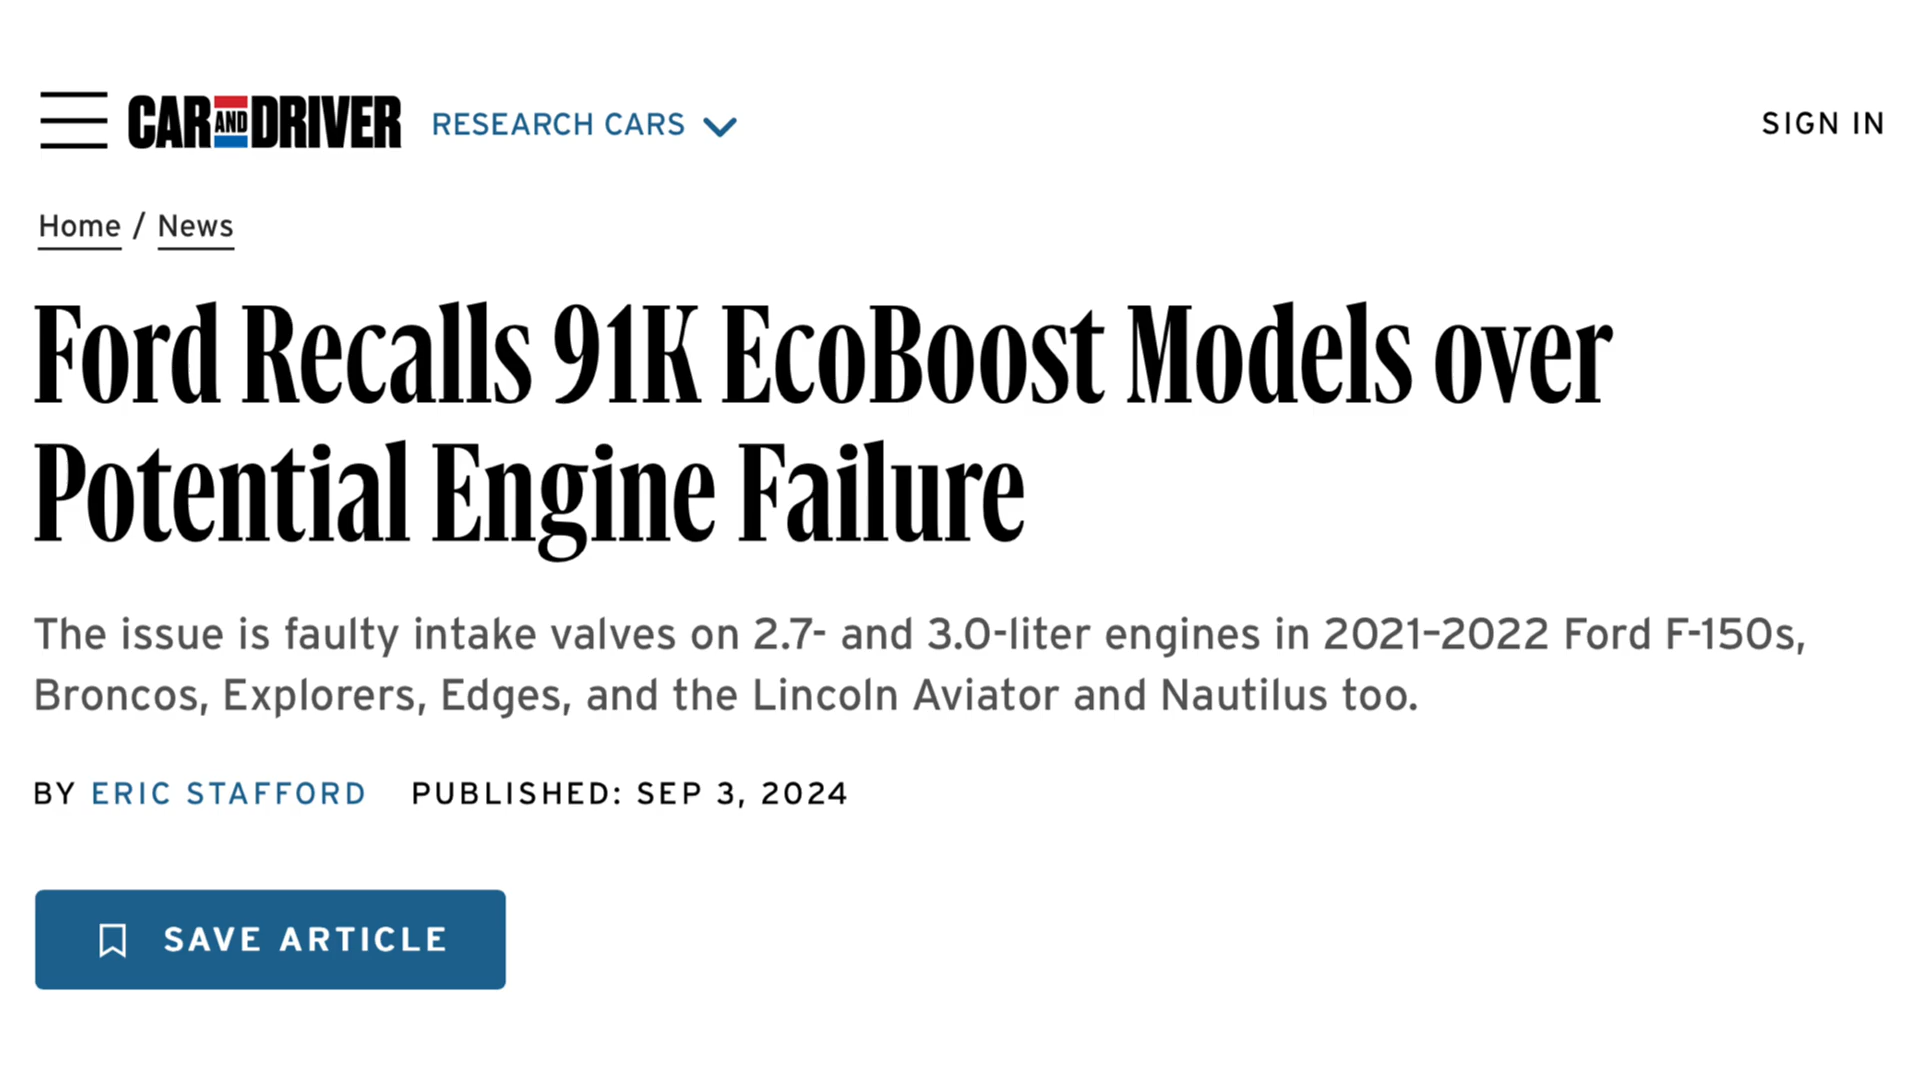 CAR AND DRIVER RESEARCH CARS SIGN IN
Home / News
Ford Recalls 91K EcoBoost Models over
Potential Engine Failure
The issue is faulty intake valves on 2.7- and 3.0-liter engines in 2021–2022 Ford F-150s,
Broncos, Explorers, Edges, and the Lincoln Aviator and Nautilus too.
BY ERIC STAFFORD PUBLISHED: SEP 3, 2024
SAVE ARTICLE